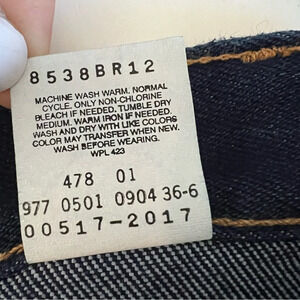 8538BR12
MACHINE WASH WARM. NORMAL
CYCLE. ONLY NON-CHLORINE
BLEACH IF NEEDED. TUMBLE DRY
MEDIUM. WARM IRON IF NEEDED.
WASH AND DRY WITH LIKE COLORS
COLOR MAY TRANSFER WHEN NEW.
WASH BEFORE WEARING.
WPL 423
478 01
977 0501 0904 36-6
00517-2017